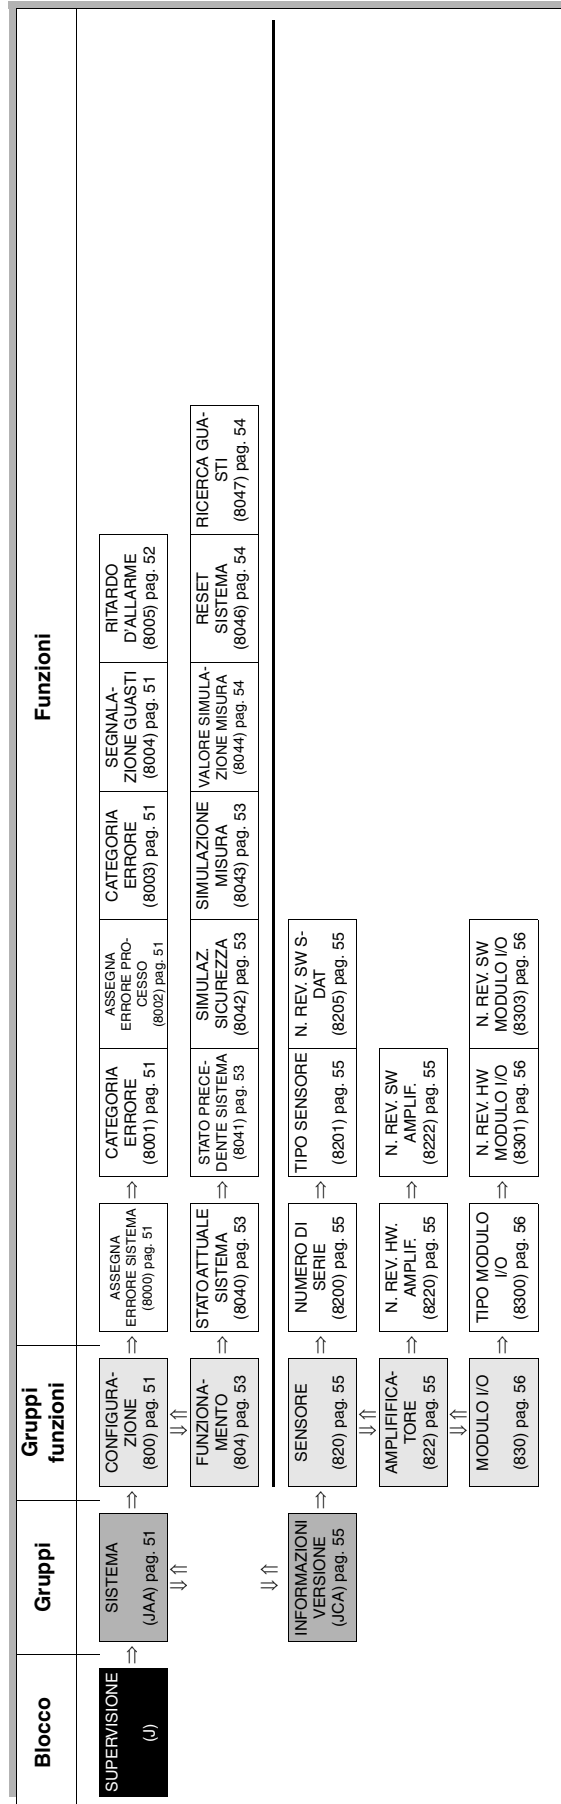 Blocco
Gruppi
Gruppi
funzioni
Funzioni
SUPERVISIONE
(J)
⇒
SISTEMA
(JAA) pag. 51
⇒
CONFIGURA-
ZIONE
(800) pag. 51
⇒
ASSEGNA
ERRORE SISTEMA
(8000) pag. 51
⇒
CATEGORIA
ERRORE
(8001) pag. 51
ASSEGNA
ERRORE PRO-
CESSO
(8002) pag. 51
CATEGORIA
ERRORE
(8003) pag. 51
SEGNALA-
ZIONE GUASTI
(8004) pag. 51
RITARDO
D'ALLARME
(8005) pag. 52
⇓⇑
⇓⇑
FUNZIONA-
MENTO
(804) pag. 53
⇒
STATO ATTUALE
SISTEMA
(8040) pag. 53
⇒
STATO PRECE-
DENTE SISTEMA
(8041) pag. 53
SIMULAZ.
SICUREZZA
(8042) pag. 53
SIMULAZIONE
MISURA
(8043) pag. 53
VALORE SIMULA-
ZIONE MISURA
(8044) pag. 54
RESET
SISTEMA
(8046) pag. 54
RICERCA GUA-
STI
(8047) pag. 54
⇓⇑
INFORMAZIONI
VERSIONE
(JCA) pag. 55
⇒
SENSORE
(820) pag. 55
⇒
NUMERO DI
SERIE
(8200) pag. 55
⇒
TIPO SENSORE
(8201) pag. 55
N. REV. SW S-
DAT
(8205) pag. 55
⇓⇑
AMPLIFIFICA-
TORE
(822) pag. 55
⇒
N. REV. HW.
AMPLIF.
(8220) pag. 55
⇒
N. REV. SW
AMPLIF.
(8222) pag. 55
⇓⇑
MODULO I/O
(830) pag. 56
⇒
TIPO MODULO
I/O
(8300) pag. 56
⇒
N. REV. HW
MODULO I/O
(8301) pag. 56
N. REV. SW
MODULO I/O
(8303) pag. 56